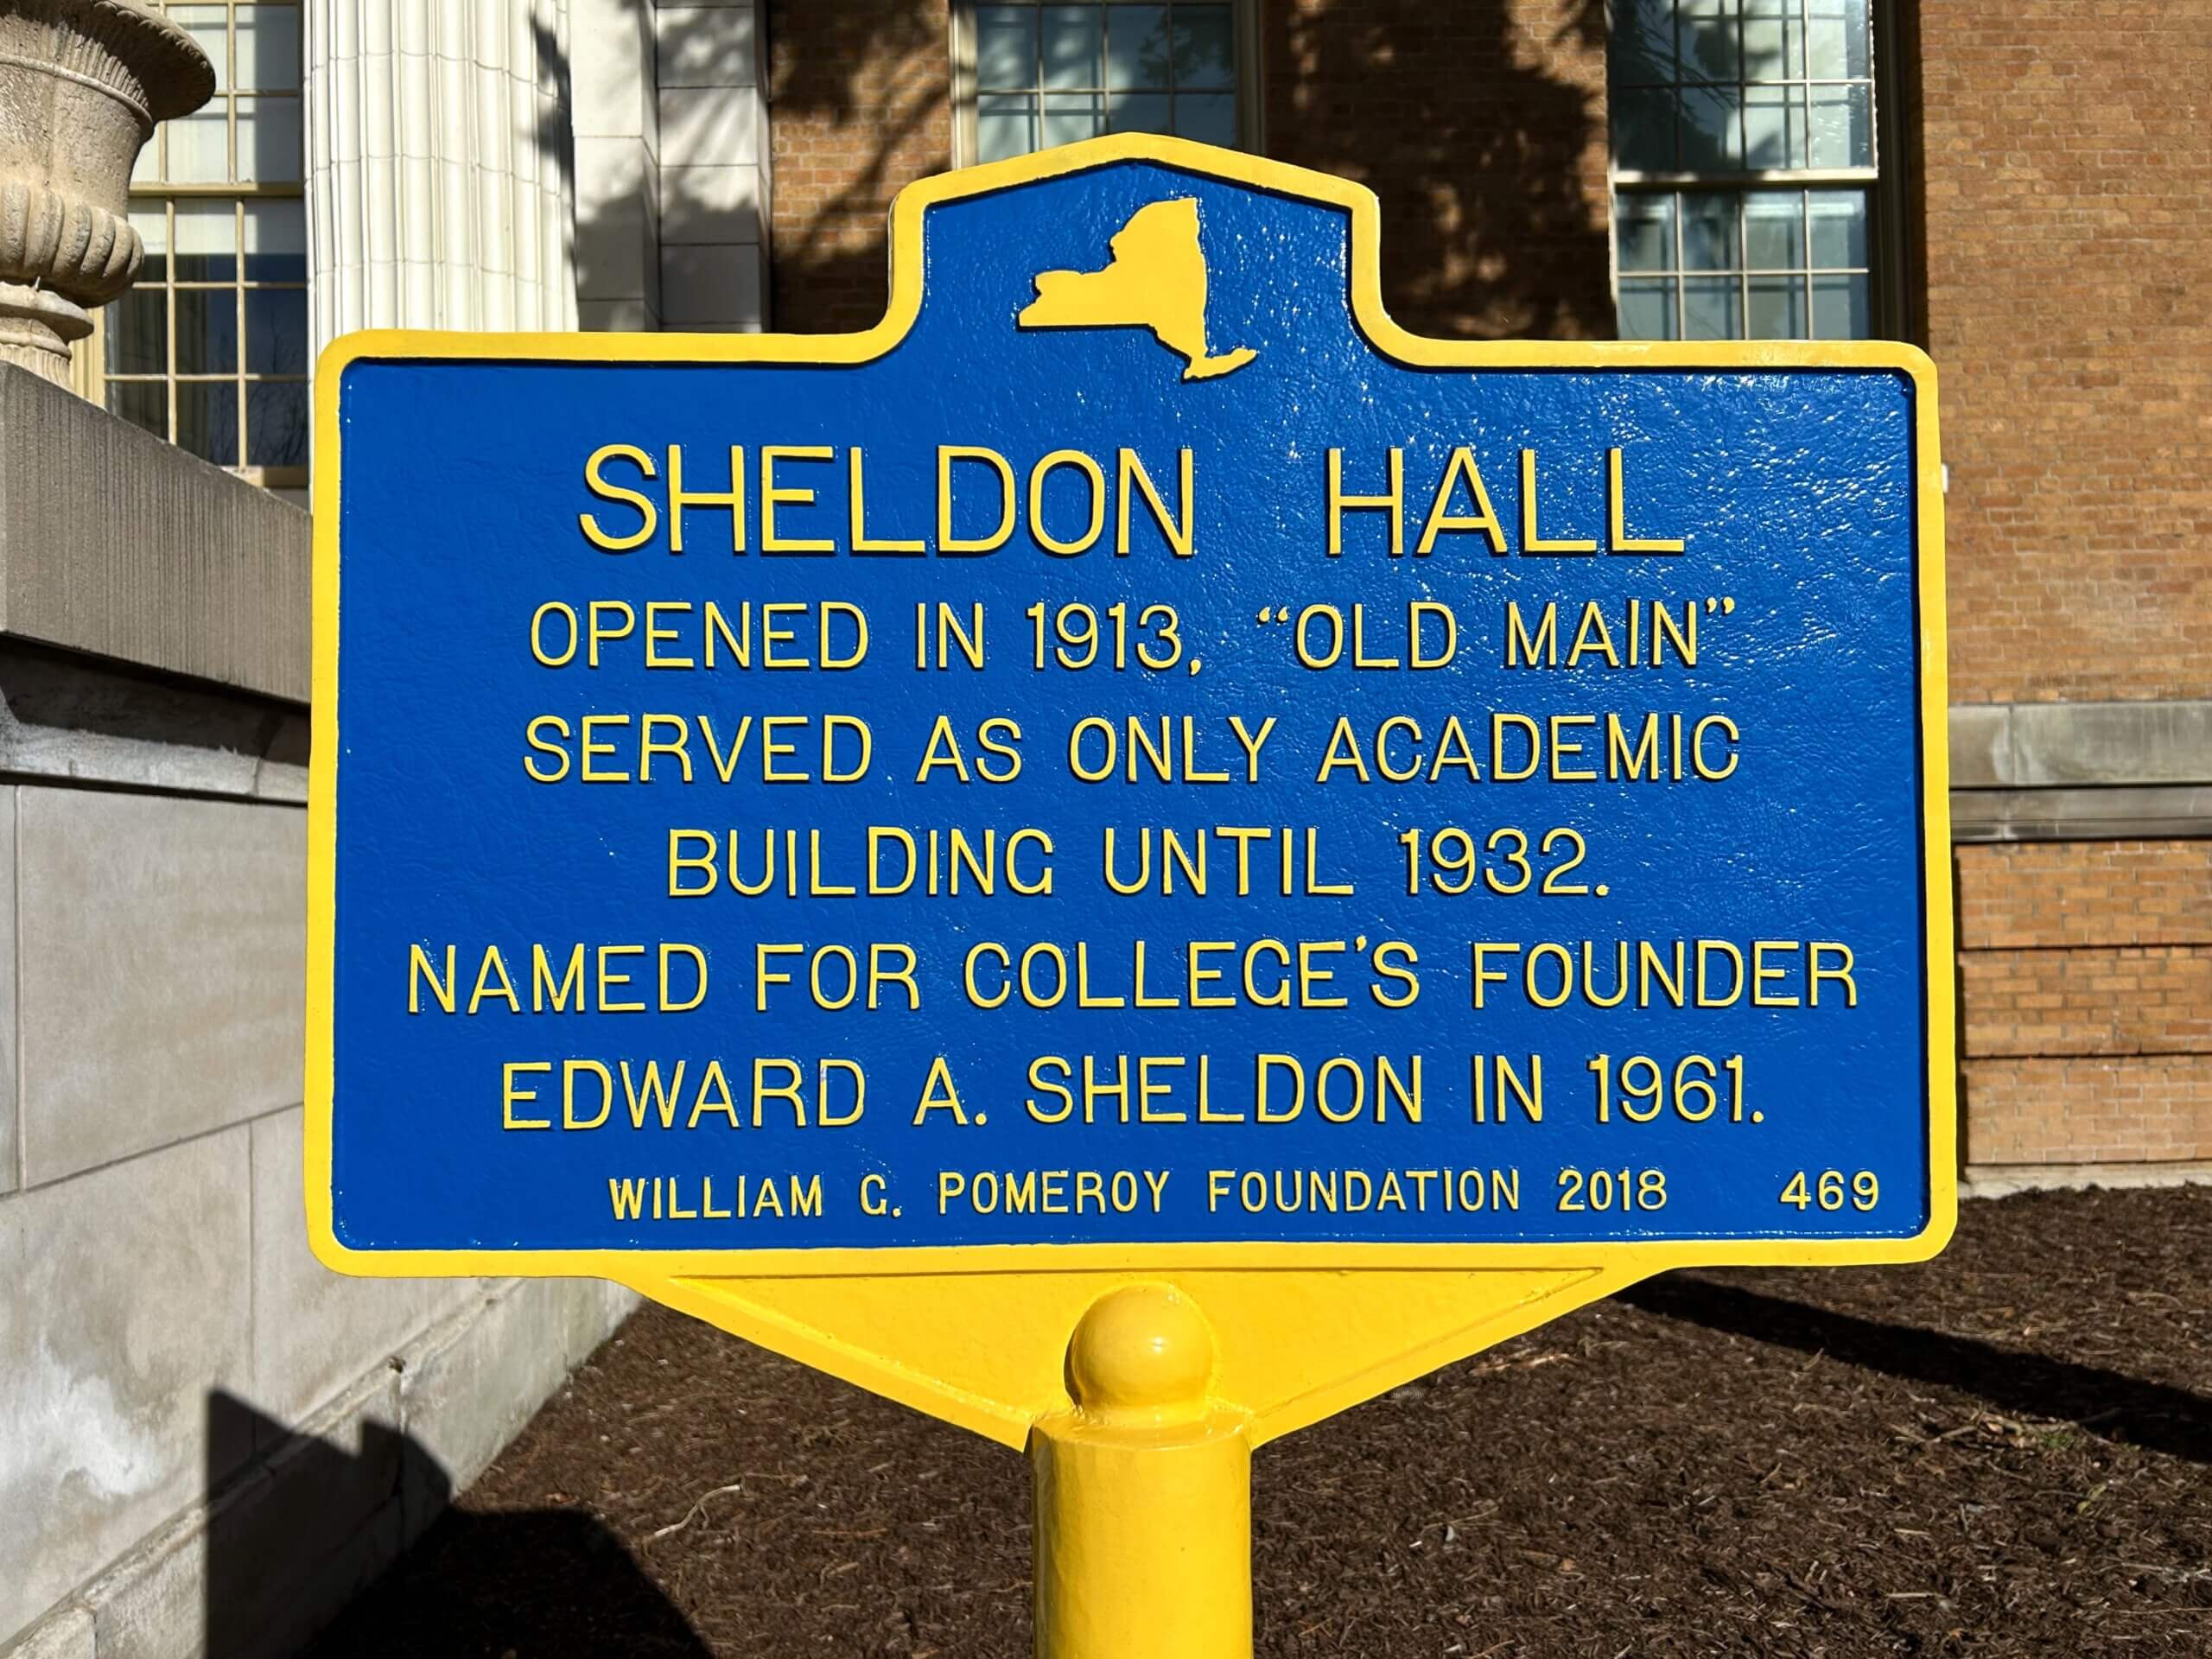 SHELDON HALL
OPENED IN 1913, “OLD MAIN”
SERVED AS ONLY ACADEMIC
BUILDING UNTIL 1932.
NAMED FOR COLLEGE’S FOUNDER
EDWARD A. SHELDON IN 1961.
WILLIAM G. POMEROY FOUNDATION 2018 469